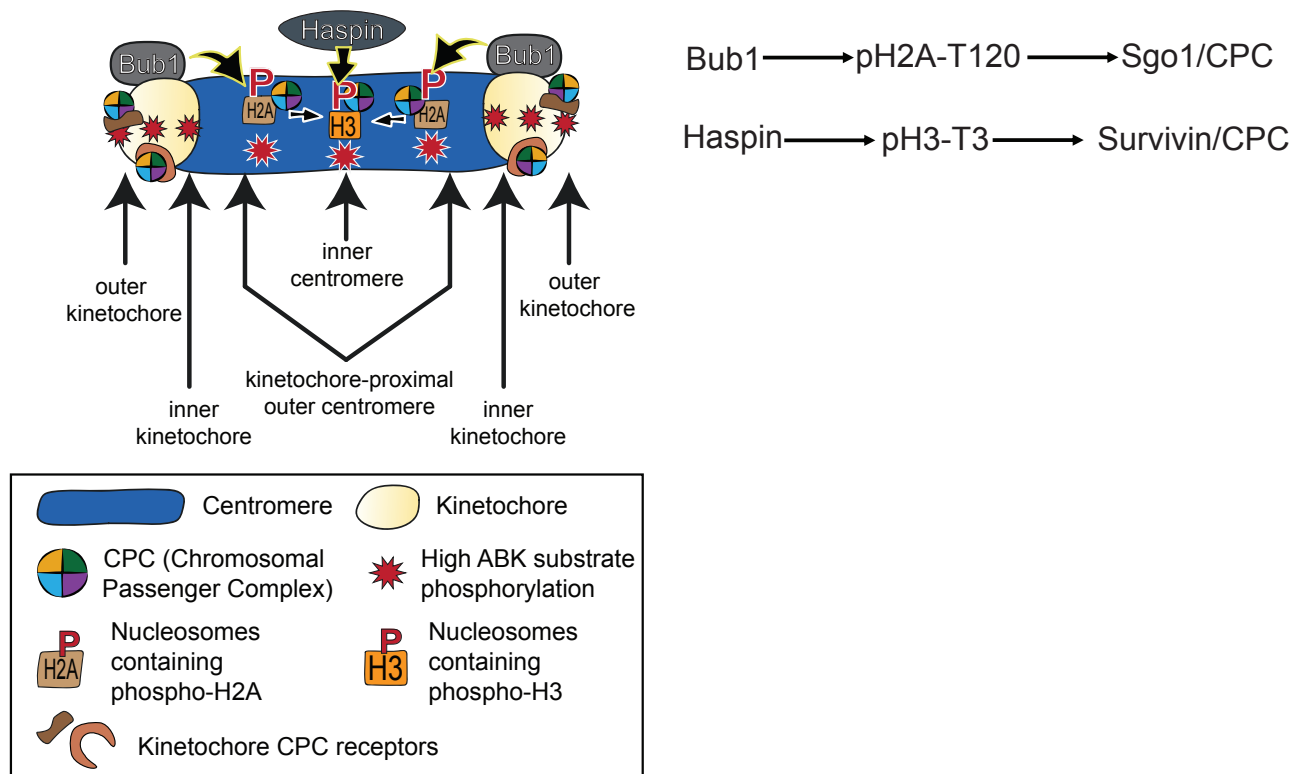 Haspin
Bub1
Bub1
P
P
P
H2A
H3
H2A
outer
kinetochore
inner
kinetochore
inner
centromere
kinetochore-proximal
outer centromere
inner
kinetochore
outer
kinetochore
Bub1 pH2A-T120 Sgo1/CPC
Haspin pH3-T3 Survivin/CPC
Centromere
Kinetochore
CPC (Chromosomal
Passenger Complex)
High ABK substrate
phosphorylation
P
H2A
Nucleosomes
containing
phospho-H2A
P
H3
Nucleosomes
containing
phospho-H3
Kinetochore CPC receptors